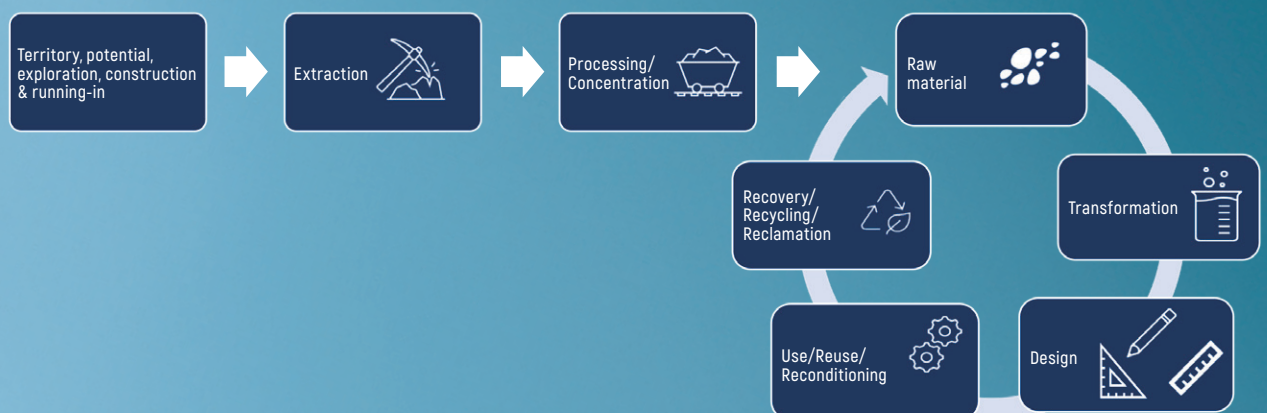 Territory, potential,
exploration, construction
& running-in
Extraction
Processing/
Concentration
Raw
material
Transformation
Design
Use/Reuse/
Reconditioning
Recovery/
Recycling/
Reclamation